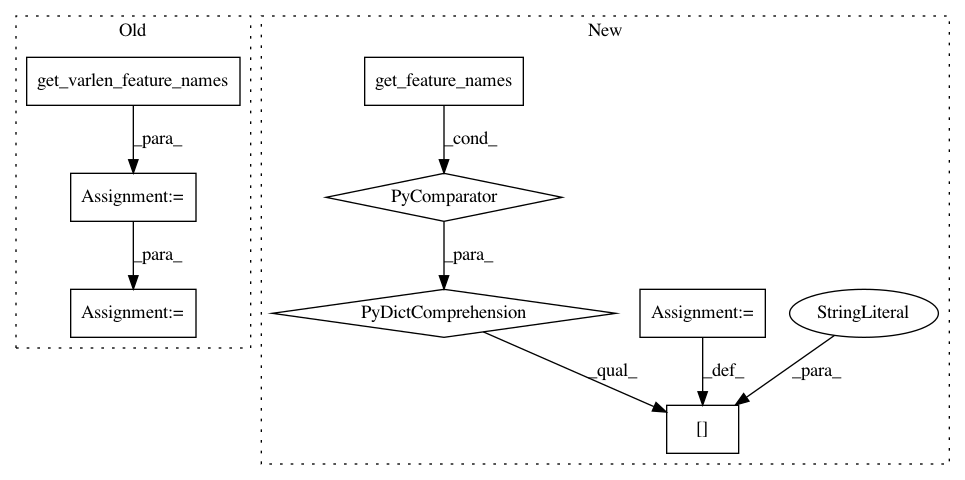 Old
New
get_varlen_feature_names
get_feature_names
_para_
_cond_
Assignment:=
PyComparator
_para_
_para_
Assignment:=
PyDictComprehension
Assignment:=
StringLiteral
_qual_
_def_
_para_
[]